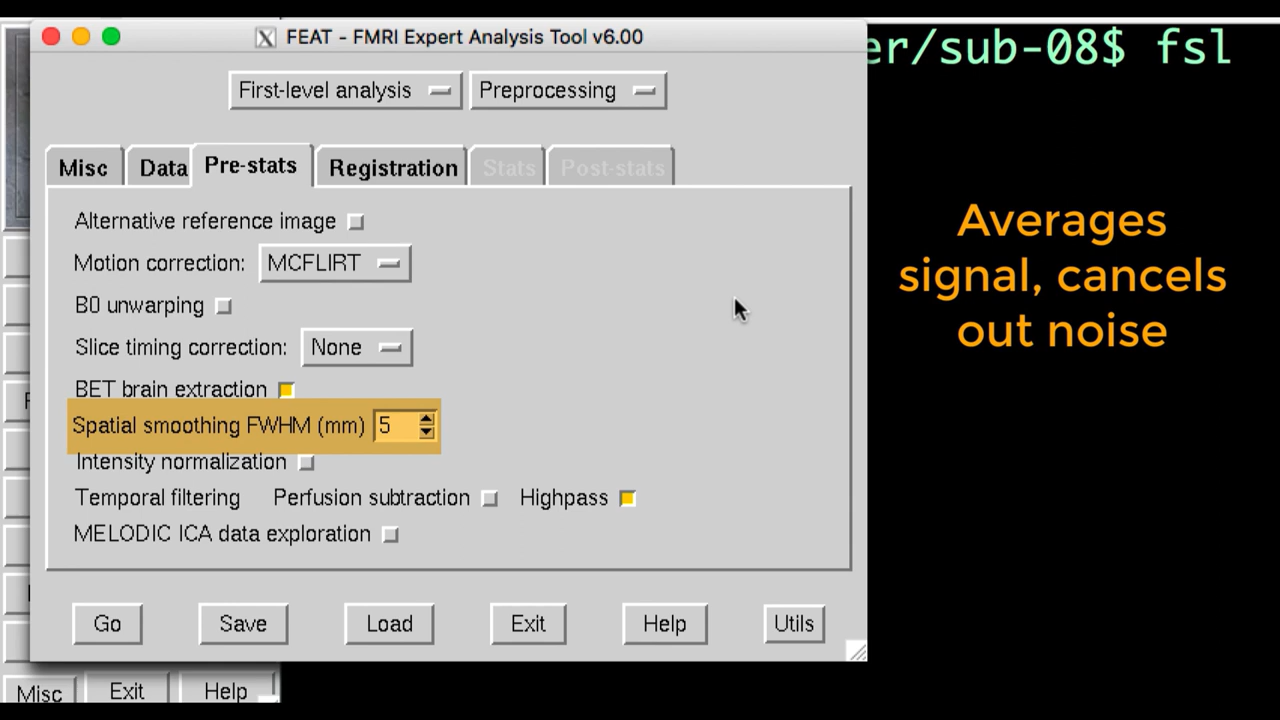 FEAT - FMRI Expert Analysis Tool v6.00
er/sub-08$ fsl
First-level analysis Preprocessing
Misc Data Pre-stats Registration Stats Post-stats
Alternative reference image
Motion correction: MCFLIRT
B0 unwarping
Slice timing correction: None
BET brain extraction
Spatial smoothing FWHM (mm) 5
Intensity normalization
Temporal filtering Perfusion subtraction Highpass
MELODIC ICA data exploration
Averages
signal, cancels
out noise
Go Save Load Exit Help Utils
Misc Exit Help